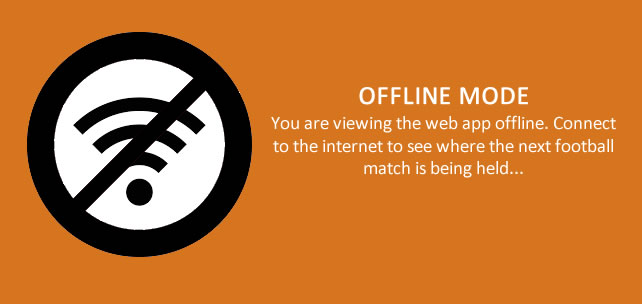 OFFLINE MODE
You are viewing the web app offline. Connect
to the internet to see where the next football
match is being held...